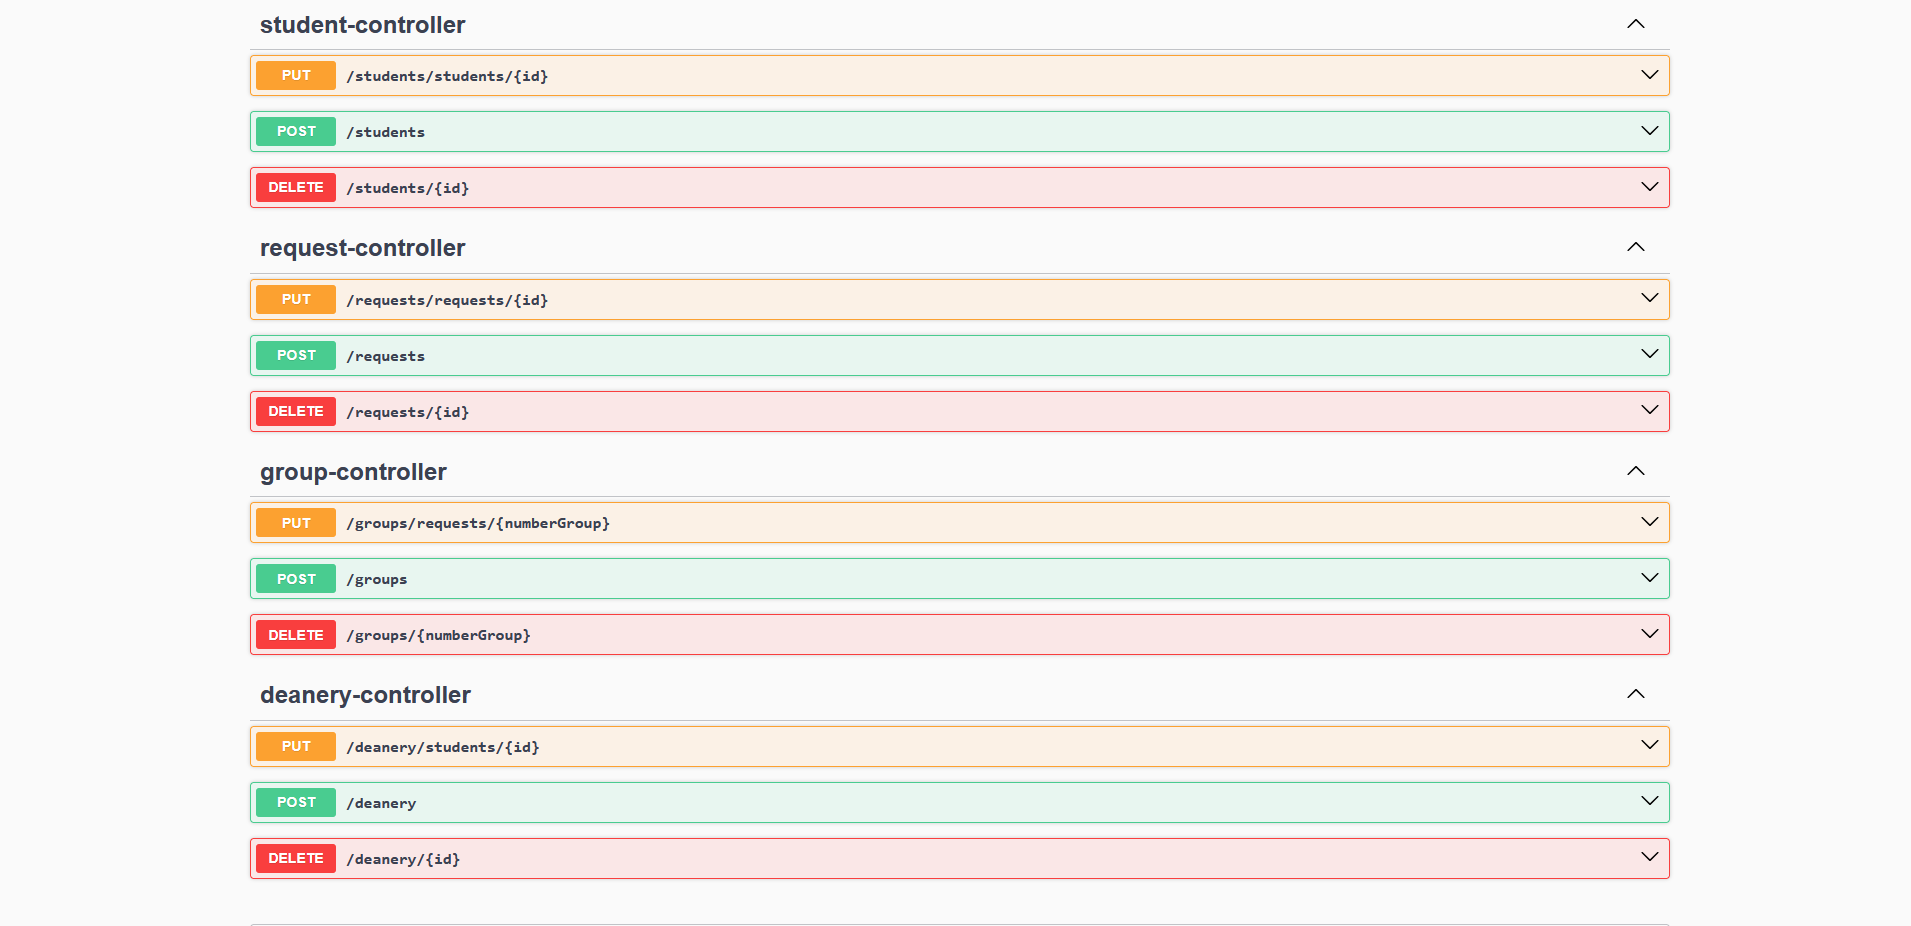 student-controller
PUT /students/students/{id}
POST /students
DELETE /students/{id}
request-controller
PUT /requests/requests/{id}
POST /requests
DELETE /requests/{id}
group-controller
PUT /groups/requests/{numberGroup}
POST /groups
DELETE /groups/{numberGroup}
deanery-controller
PUT /deanery/students/{id}
POST /deanery
DELETE /deanery/{id}